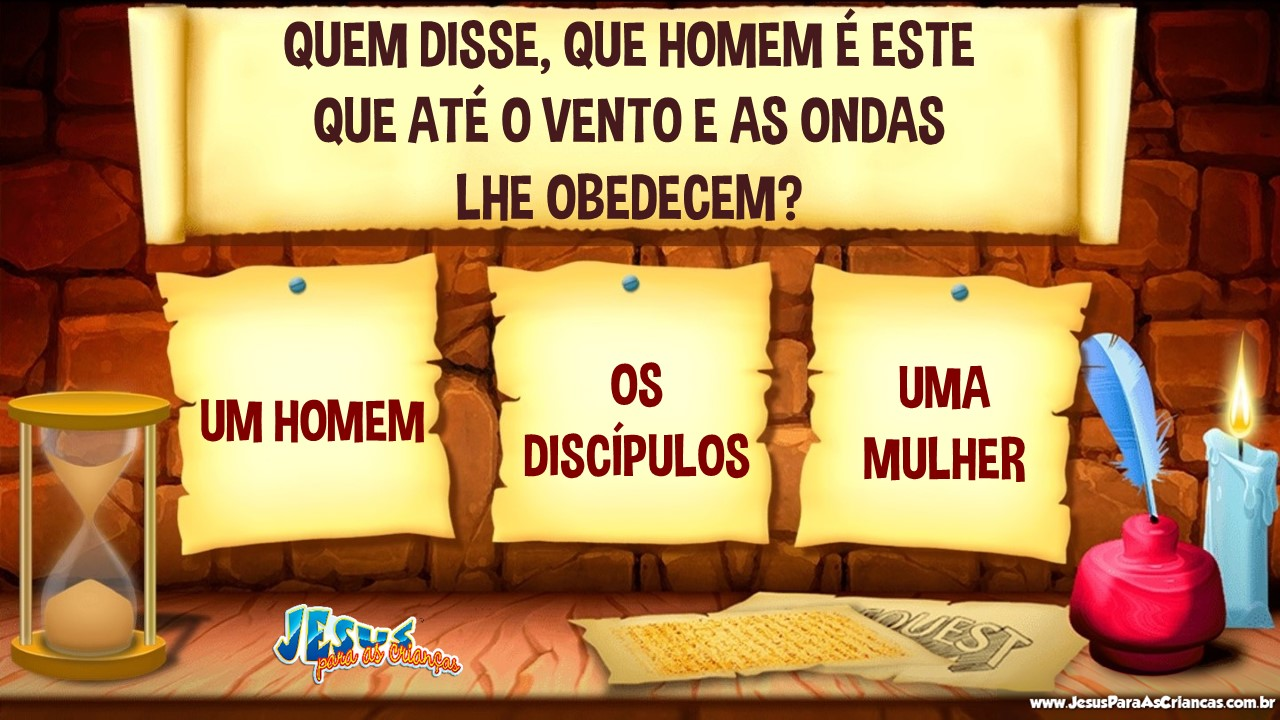 QUEM DISSE, QUE HOMEM É ESTE
QUE ATÉ O VENTO E AS ONDAS
LHE OBEDECEM?
UM HOMEM
OS
DISCÍPULOS
UMA
MULHER
JESUS
para as crianças
QUEST
www.JesusParaAsCriancas.com.br